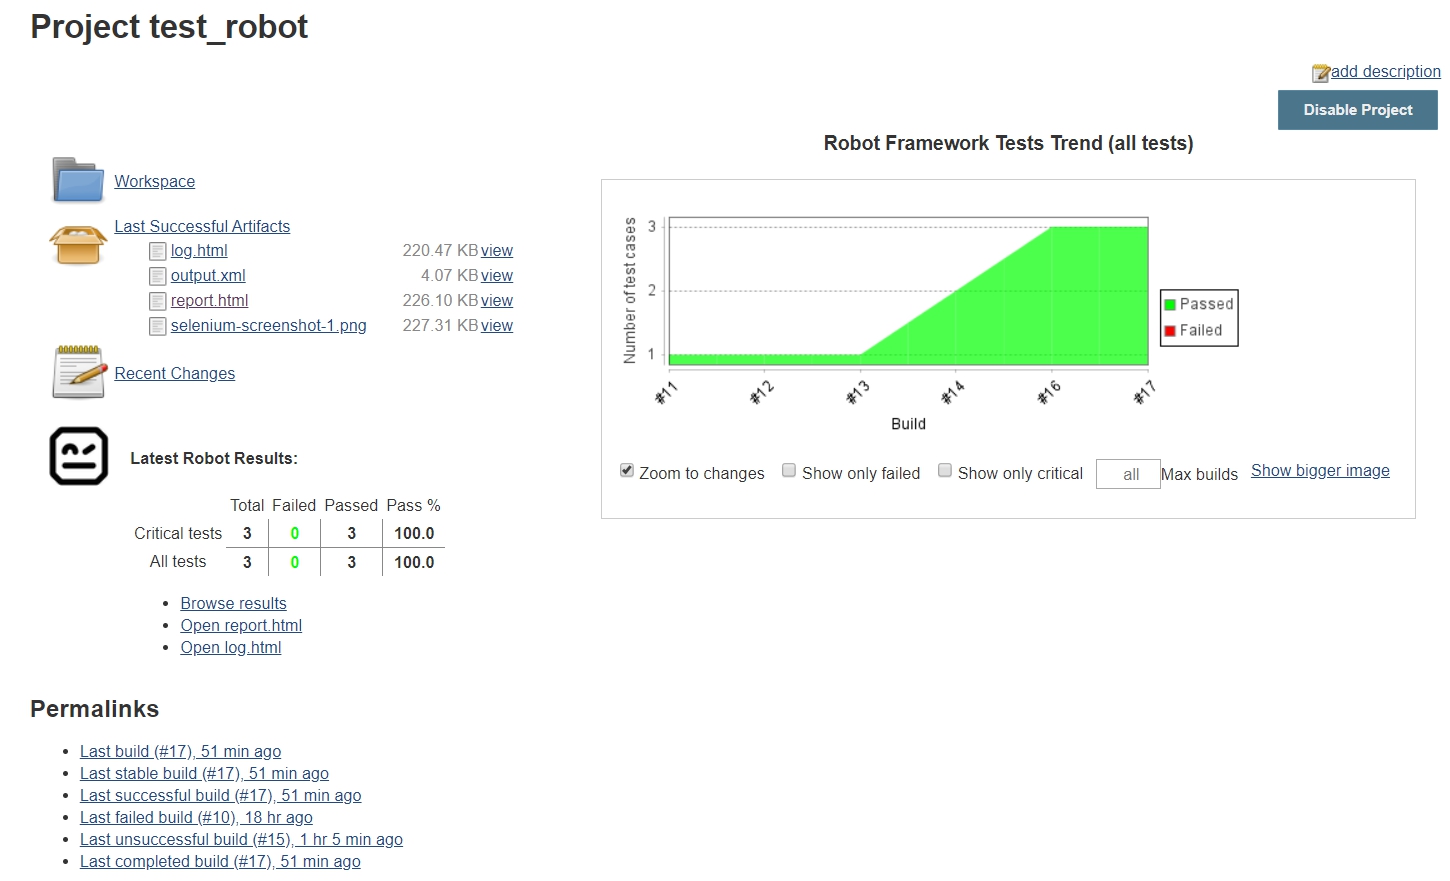 Project test_robot
add description
Disable Project
Workspace
Last Successful Artifacts
log.html 220.47 KB view
output.xml 4.07 KB view
report.html 226.10 KB view
selenium-screenshot-1.png 227.31 KB view
Recent Changes
Latest Robot Results:
Total Failed Passed Pass %
Critical tests 3 0 3 100.0
All tests 3 0 3 100.0
Browse results
Open report.html
Open log.html
Robot Framework Tests Trend (all tests)
Number of test cases
3
2
1
#11 #12 #13 #14 #16 #17
Build
Passed
Failed
Zoom to changes Show only failed Show only critical all Max builds Show bigger image
Permalinks
Last build (#17), 51 min ago
Last stable build (#17), 51 min ago
Last successful build (#17), 51 min ago
Last failed build (#10), 18 hr ago
Last unsuccessful build (#15), 1 hr 5 min ago
Last completed build (#17), 51 min ago